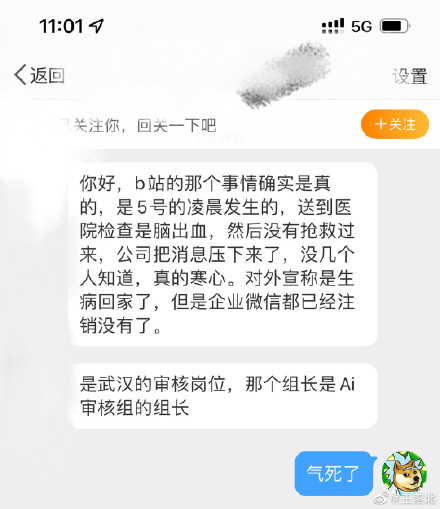 11:01
5G
返回
设置
已关注你，回关一下吧
+关注
你好，b站的那个事情确实是真
的，是5号的凌晨发生的，送到医
院检查是脑出血，然后没有抢救过
来，公司把消息压下来了，没几个
人知道，真的寒心。对外宣称是生
病回家了，但是企业微信都已经注
销没有了。
是武汉的审核岗位，那个组长是Ai
审核组的组长
气死了
@王落北